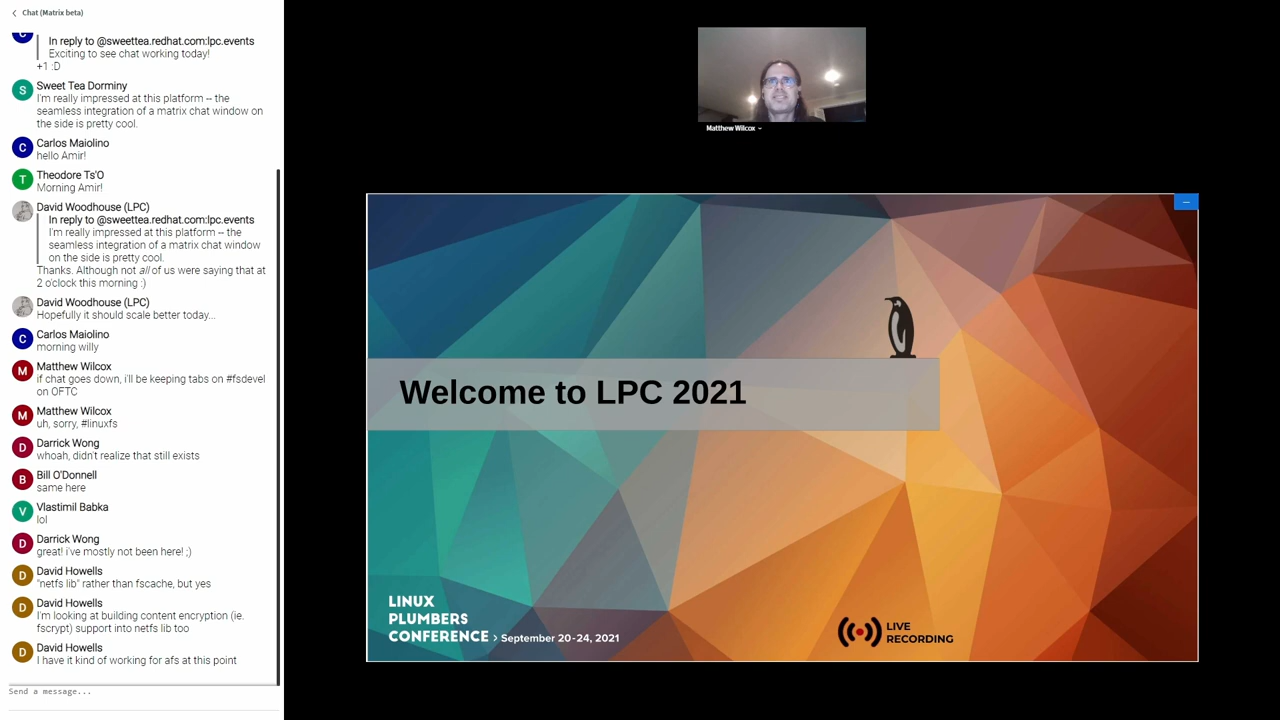 Chat (Matrix beta)
C
In reply to @sweettea.redhat.com:lpc.events
Exciting to see chat working today!
+1 :D
S
Sweet Tea Dorminy
I'm really impressed at this platform -- the
seamless integration of a matrix chat window on
the side is pretty cool.
C
Carlos Maiolino
hello Amir!
T
Theodore Ts'O
Morning Amir!
David Woodhouse (LPC)
In reply to @sweettea.redhat.com:lpc.events
I'm really impressed at this platform -- the
seamless integration of a matrix chat window
on the side is pretty cool.
Thanks. Although not all of us were saying that at
2 o'clock this morning :)
David Woodhouse (LPC)
Hopefully it should scale better today...
C
Carlos Maiolino
morning willy
M
Matthew Wilcox
if chat goes down, i'll be keeping tabs on #fsdevel
on OFTC
M
Matthew Wilcox
uh, sorry, #linuxfs
D
Darrick Wong
whoah, didn't realize that still exists
B
Bill O'Donnell
same here
V
Vlastimil Babka
lol
D
Darrick Wong
great! i've mostly not been here! ;)
D
David Howells
"netfs lib" rather than fscache, but yes
D
David Howells
I'm looking at building content encryption (ie.
fscrypt) support into netfs lib too
D
David Howells
I have it kind of working for afs at this point
Send a message...
Matthew Wilcox
Welcome to LPC 2021
LINUX
PLUMBERS
CONFERENCE > September 20-24, 2021
LIVE
RECORDING